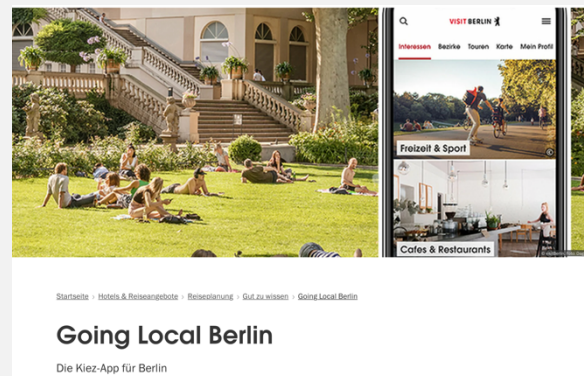 VISIT BERLIN
Interessen Bezirke Touren Karte Mein Profil
Freizeit & Sport
©
Cafes & Restaurants
Startseite › Hotels & Reiseangebote › Reiseplanung › Gut zu wissen › Going Local Berlin
Going Local Berlin
Die Kiez-App für Berlin